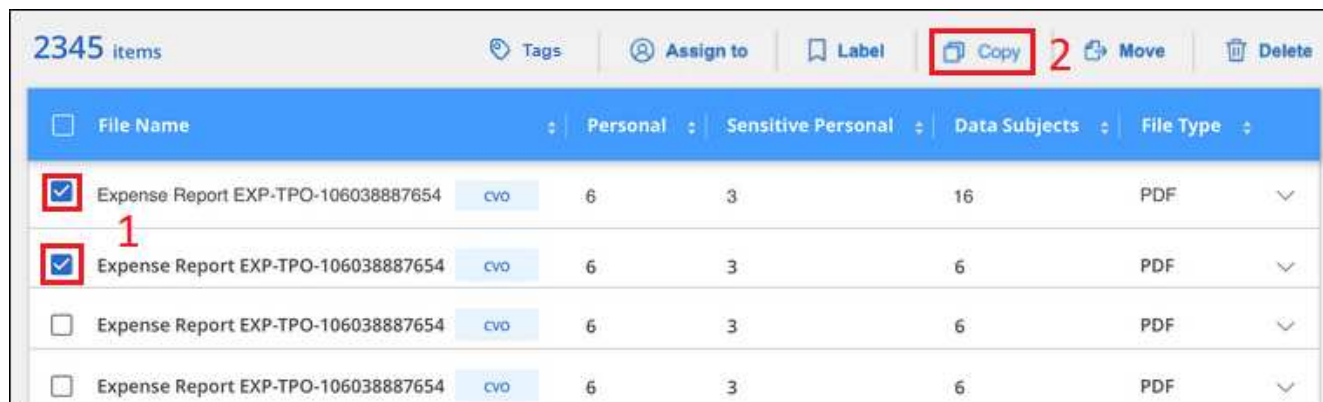 2345 items Tags Assign to Label Copy 2 Move Delete
File Name Personal Sensitive Personal Data Subjects File Type
Expense Report EXP-TPO-106038887654 CVO 6 3 16 PDF
1
Expense Report EXP-TPO-106038887654 CVO 6 3 6 PDF
Expense Report EXP-TPO-106038887654 CVO 6 3 6 PDF
Expense Report EXP-TPO-106038887654 CVO 6 3 6 PDF